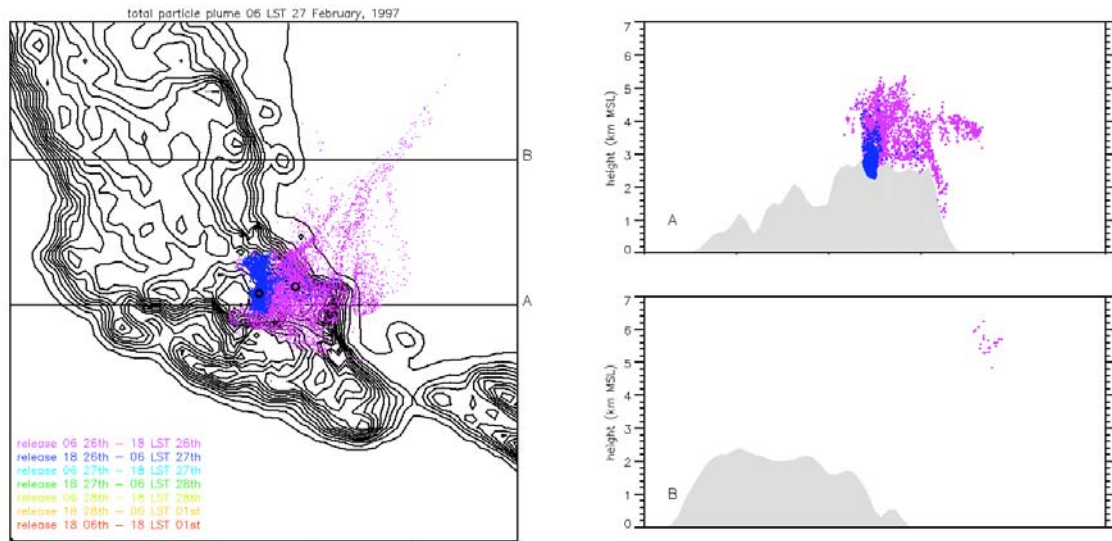 total particle plume 06 LST 27 February, 1997
B
A
release 06 26th – 18 LST 26th
release 18 26th – 06 LST 27th
release 06 27th – 18 LST 27th
release 18 27th – 06 LST 28th
release 06 28th – 18 LST 28th
release 18 28th – 06 LST 01st
release 18 06th – 18 LST 01st
7
6
5
4
3
2
1
0
height (km MSL)
A
7
6
5
4
3
2
1
0
height (km MSL)
B